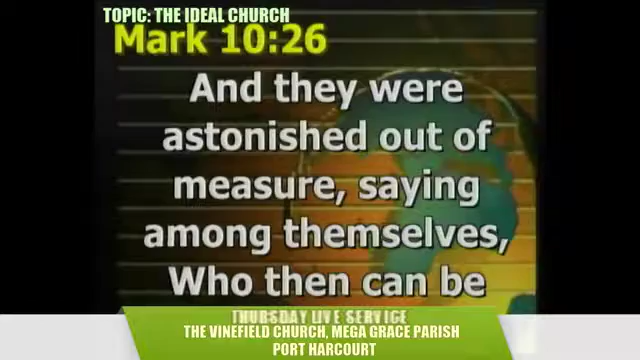 TOPIC: THE IDEAL CHURCH
Mark 10:26
And they were
astonished out of
measure, saying
among themselves,
Who then can be
THURSDAY LIVE SERVICE
THE VINEFIELD CHURCH, MEGA GRACE PARISH
PORT HARCOURT